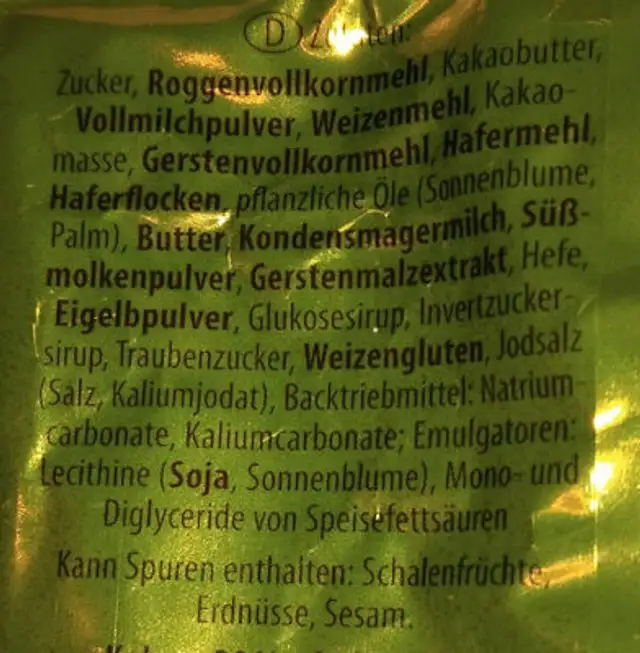 D Zutaten:
Zucker, Roggenvollkornmehl, Kakaobutter,
Vollmilchpulver, Weizenmehl, Kakao-
masse, Gerstenvollkornmehl, Hafermehl,
Haferflocken, pflanzliche Öle (Sonnenblume,
Palm), Butter, Kondensmagermilch, Süß-
molkenpulver, Gerstenmalzextrakt, Hefe,
Eigelbpulver, Glukosesirup, Invertzucker-
sirup, Traubenzucker, Weizengluten, Jodsalz
(Salz, Kaliumjodat), Backtriebmittel: Natrium-
carbonate, Kaliumcarbonate; Emulgatoren:
Lecithine (Soja, Sonnenblume), Mono- und
Diglyceride von Speisefettsäuren
Kann Spuren enthalten: Schalenfrüchte,
Erdnüsse, Sesam.